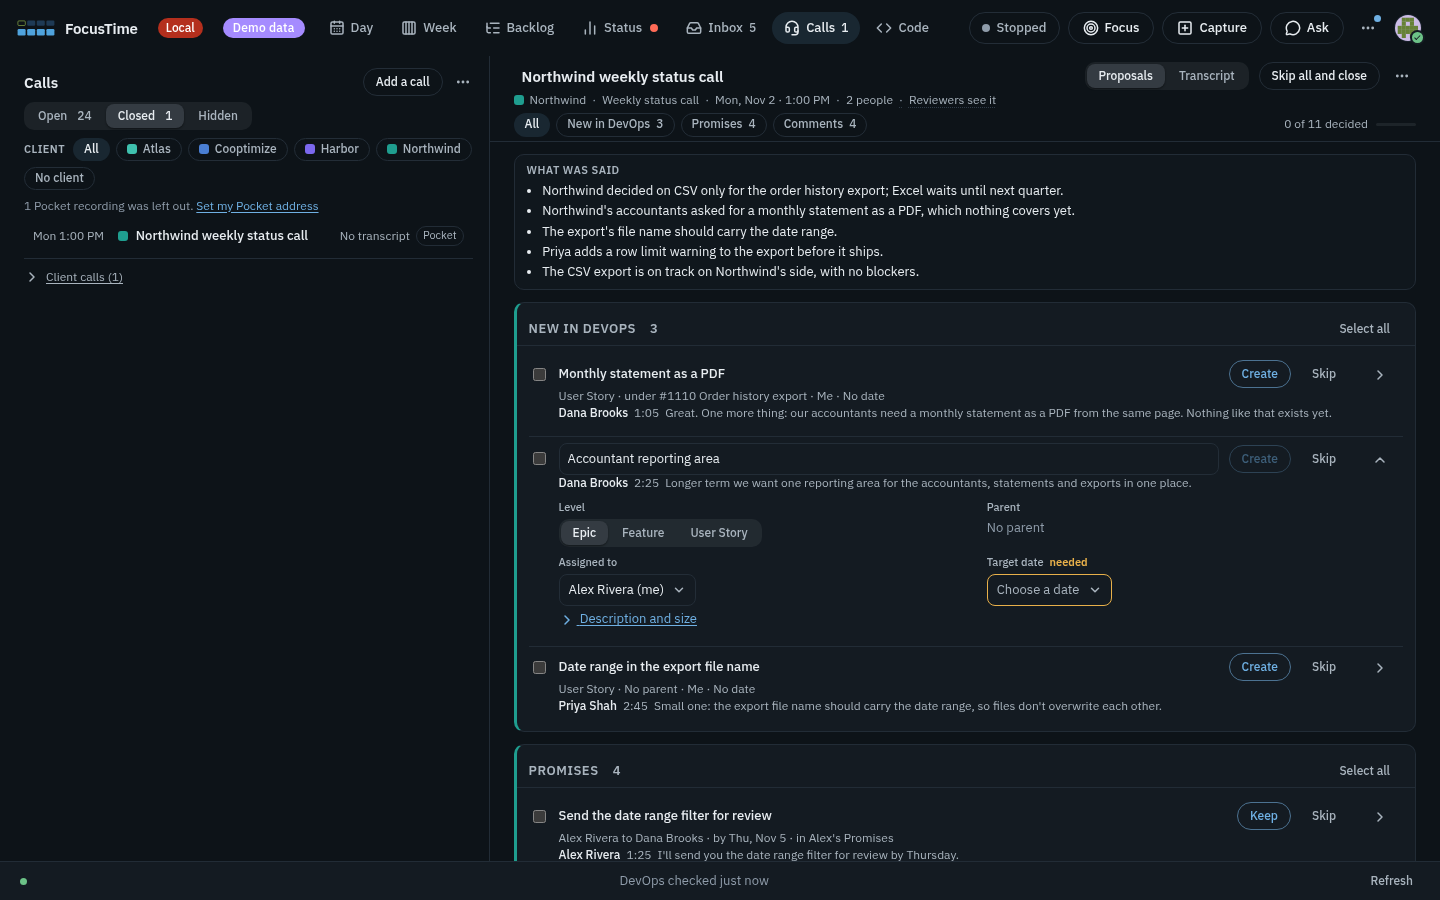 FocusTime
Local
Demo data
Day
Week
Backlog
Status
Inbox 5
Calls 1
Code
Stopped
Focus
Capture
Ask
Calls
Add a call
Open 24
Closed 1
Hidden
CLIENT
All
Atlas
Cooptimize
Harbor
Northwind
No client
1 Pocket recording was left out. Set my Pocket address
Mon 1:00 PM Northwind weekly status call No transcript Pocket
Client calls (1)
Northwind weekly status call
Proposals
Transcript
Skip all and close
Northwind · Weekly status call · Mon, Nov 2 · 1:00 PM · 2 people · Reviewers see it
All
New in DevOps 3
Promises 4
Comments 4
0 of 11 decided
WHAT WAS SAID
• Northwind decided on CSV only for the order history export; Excel waits until next quarter.
• Northwind's accountants asked for a monthly statement as a PDF, which nothing covers yet.
• The export's file name should carry the date range.
• Priya adds a row limit warning to the export before it ships.
• The CSV export is on track on Northwind's side, with no blockers.
NEW IN DEVOPS 3
Select all
Monthly statement as a PDF
Create
Skip
User Story · under #1110 Order history export · Me · No date
Dana Brooks 1:05 Great. One more thing: our accountants need a monthly statement as a PDF from the same page. Nothing like that exists yet.
Accountant reporting area
Create
Skip
Dana Brooks 2:25 Longer term we want one reporting area for the accountants, statements and exports in one place.
Level
Parent
Epic
Feature
User Story
No parent
Assigned to
Target date needed
Alex Rivera (me)
Choose a date
Description and size
Date range in the export file name
Create
Skip
User Story · No parent · Me · No date
Priya Shah 2:45 Small one: the export file name should carry the date range, so files don't overwrite each other.
PROMISES 4
Select all
Send the date range filter for review
Keep
Skip
Alex Rivera to Dana Brooks · by Thu, Nov 5 · in Alex's Promises
Alex Rivera 1:25 I'll send you the date range filter for review by Thursday.
DevOps checked just now
Refresh